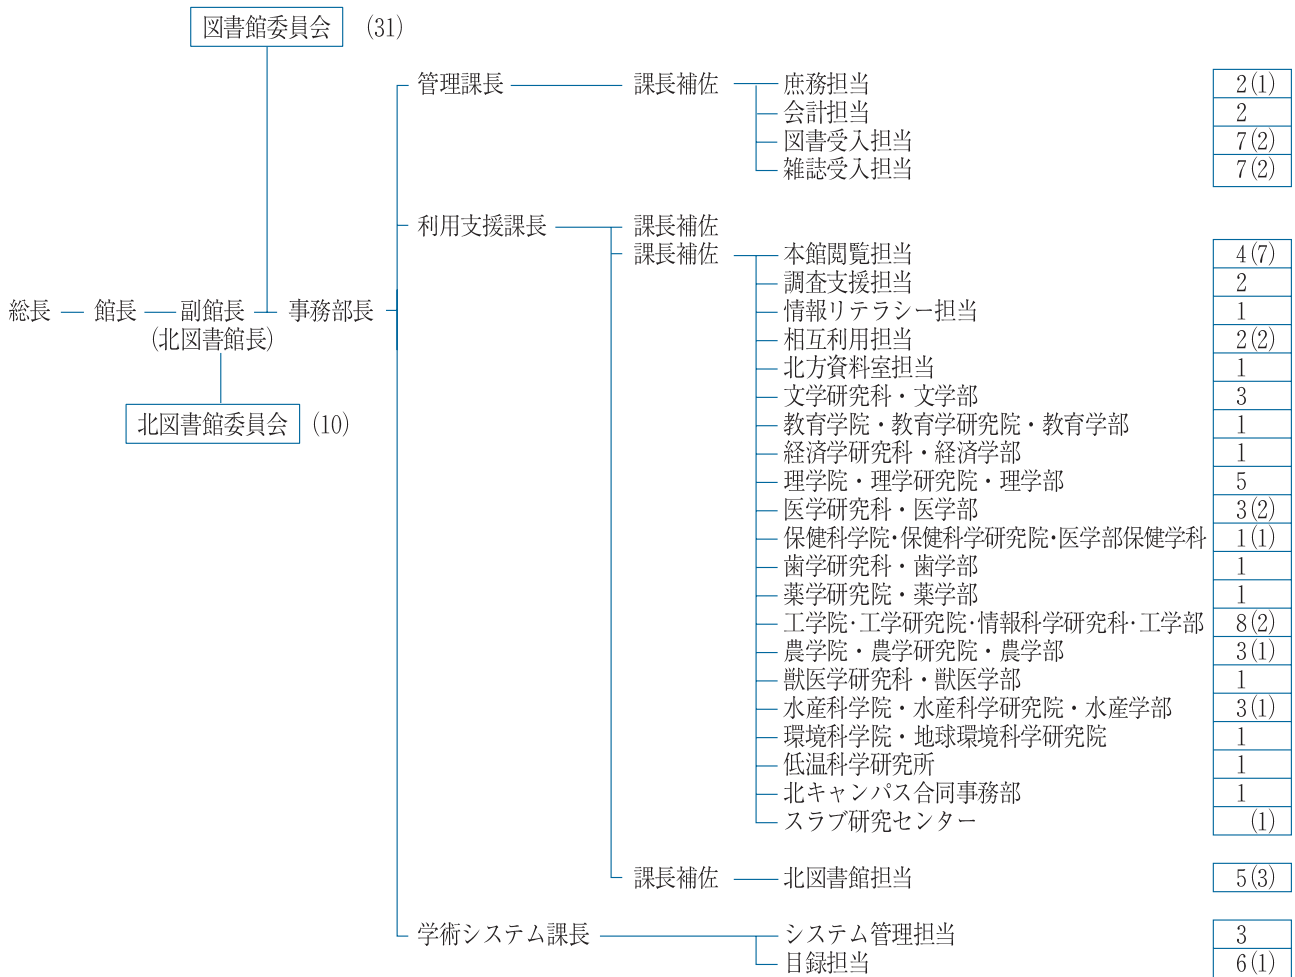 図書館委員会 (31)
管理課長 課長補佐 庶務担当 2(1)
会計担当 2
図書受入担当 7(2)
雑誌受入担当 7(2)
利用支援課長 課長補佐
課長補佐 本館閲覧担当 4(7)
調査支援担当 2
総長 館長 副館長 事務部長 情報リテラシー担当 1
(北図書館長) 相互利用担当 2(2)
北方資料室担当 1
文学研究科・文学部 3
北図書館委員会 (10) 教育学院・教育学研究院・教育学部 1
経済学研究科・経済学部 1
理学院・理学研究院・理学部 5
医学研究科・医学部 3(2)
保健科学院・保健科学研究院・医学部保健学科 1(1)
歯学研究科・歯学部 1
薬学研究院・薬学部 1
工学院・工学研究院・情報科学研究科・工学部 8(2)
農学院・農学研究院・農学部 3(1)
獣医学研究科・獣医学部 1
水産科学院・水産科学研究院・水産学部 3(1)
環境科学院・地球環境科学研究院 1
低温科学研究所 1
北キャンパス合同事務部 1
スラブ研究センター (1)
課長補佐 北図書館担当 5(3)
学術システム課長 システム管理担当 3
目録担当 6(1)